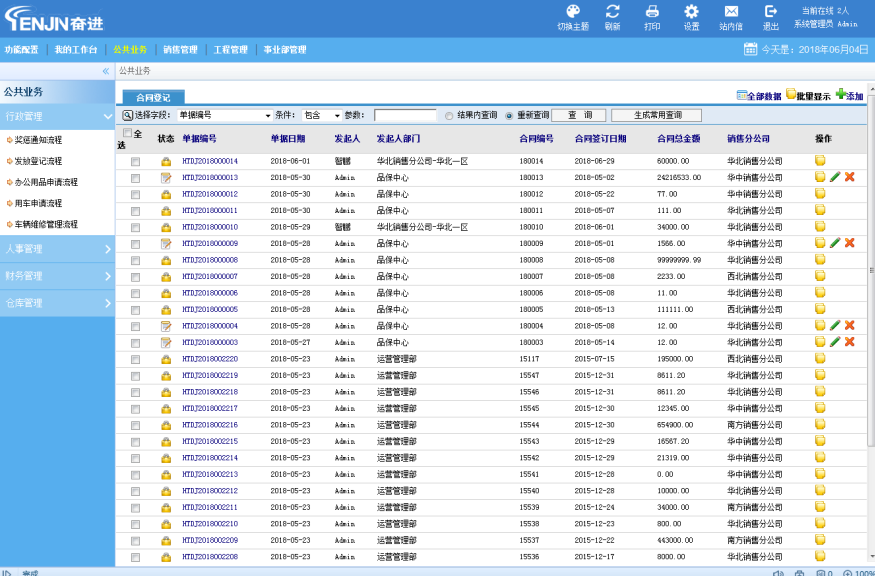 TENJIN奋进
当前在线 2人
系统管理员 Admin
切换主题 刷新 打印 设置 站内信 退出
功能配置 我的工作台 公共业务 销售管理 工程管理 事业部管理
今天是：2018年06月04日
« 公共业务
公共业务
行政管理
奖惩通知流程
发放登记流程
办公用品申请流程
用车申请流程
车辆维修管理流程
人事管理
财务管理
仓库管理
合同登记
全部数据 批量显示 添加
选择字段： 单据编号 条件： 包含 参数： 结果内查询 重新查询 查 询 生成常用查询
全选 状态 单据编号 单据日期 发起人 发起人部门 合同编号 合同签订日期 合同总金额 销售分公司 操作
HTDJ2018000014 2018-06-01 智鹏 华北销售分公司-华北一区 180014 2018-06-29 60000.00 华北销售分公司
HTDJ2018000013 2018-05-30 Admin 品保中心 180013 2018-05-02 24216533.00 华中销售分公司
HTDJ2018000012 2018-05-30 Admin 品保中心 180012 2018-05-22 77.00 华中销售分公司
HTDJ2018000011 2018-05-30 Admin 品保中心 180011 2018-05-07 111.00 华北销售分公司
HTDJ2018000010 2018-05-29 智鹏 华北销售分公司-华北一区 180010 2018-06-01 34000.00 华北销售分公司
HTDJ2018000009 2018-05-28 Admin 品保中心 180009 2018-05-01 1566.00 华中销售分公司
HTDJ2018000008 2018-05-28 Admin 品保中心 180008 2018-05-08 99999999.99 华北销售分公司
HTDJ2018000007 2018-05-28 Admin 品保中心 180007 2018-05-08 2233.00 西北销售分公司
HTDJ2018000006 2018-05-28 Admin 品保中心 180006 2018-05-08 11.00 华北销售分公司
HTDJ2018000005 2018-05-28 Admin 品保中心 180005 2018-05-13 111111.00 西北销售分公司
HTDJ2018000004 2018-05-28 Admin 品保中心 180004 2018-05-08 12.00 华北销售分公司
HTDJ2018000003 2018-05-27 Admin 品保中心 180003 2018-05-14 12.00 华北销售分公司
HTDJ2018002220 2018-05-23 Admin 运营管理部 15117 2015-07-15 195000.00 西北销售分公司
HTDJ2018002219 2018-05-23 Admin 运营管理部 15547 2015-12-31 8611.20 华北销售分公司
HTDJ2018002218 2018-05-23 Admin 运营管理部 15546 2015-12-31 8611.20 华北销售分公司
HTDJ2018002217 2018-05-23 Admin 运营管理部 15545 2015-12-30 12345.00 华中销售分公司
HTDJ2018002216 2018-05-23 Admin 运营管理部 15544 2015-12-30 654900.00 南方销售分公司
HTDJ2018002215 2018-05-23 Admin 运营管理部 15543 2015-12-29 16567.20 华中销售分公司
HTDJ2018002214 2018-05-23 Admin 运营管理部 15542 2015-12-29 21319.00 华中销售分公司
HTDJ2018002213 2018-05-23 Admin 运营管理部 15541 2015-12-28 0.00 华中销售分公司
HTDJ2018002212 2018-05-23 Admin 运营管理部 15540 2015-12-28 10000.00 华北销售分公司
HTDJ2018002211 2018-05-23 Admin 运营管理部 15539 2015-12-24 34000.00 南方销售分公司
HTDJ2018002210 2018-05-23 Admin 运营管理部 15538 2015-12-23 800.00 华北销售分公司
HTDJ2018002209 2018-05-23 Admin 运营管理部 15537 2015-12-22 443000.00 南方销售分公司
HTDJ2018002208 2018-05-23 Admin 运营管理部 15536 2015-12-17 8000.00 华北销售分公司
完成 0 100%